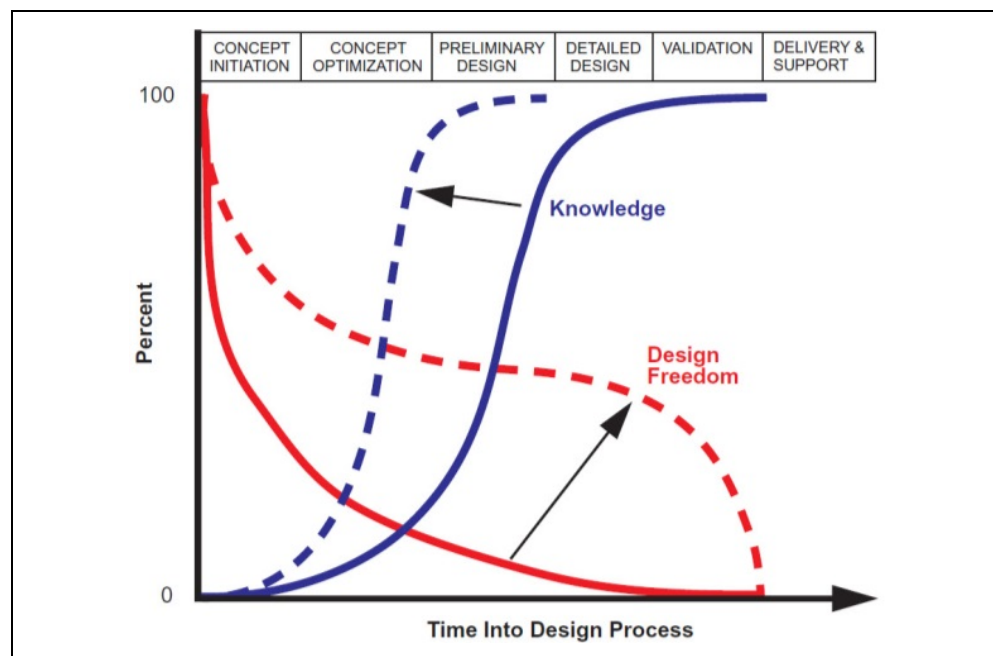 CONCEPT
INITIATION
CONCEPT
OPTIMIZATION
PRELIMINARY
DESIGN
DETAILED
DESIGN
VALIDATION
DELIVERY &
SUPPORT
100
Knowledge
Percent
Design
Freedom
0
Time Into Design Process